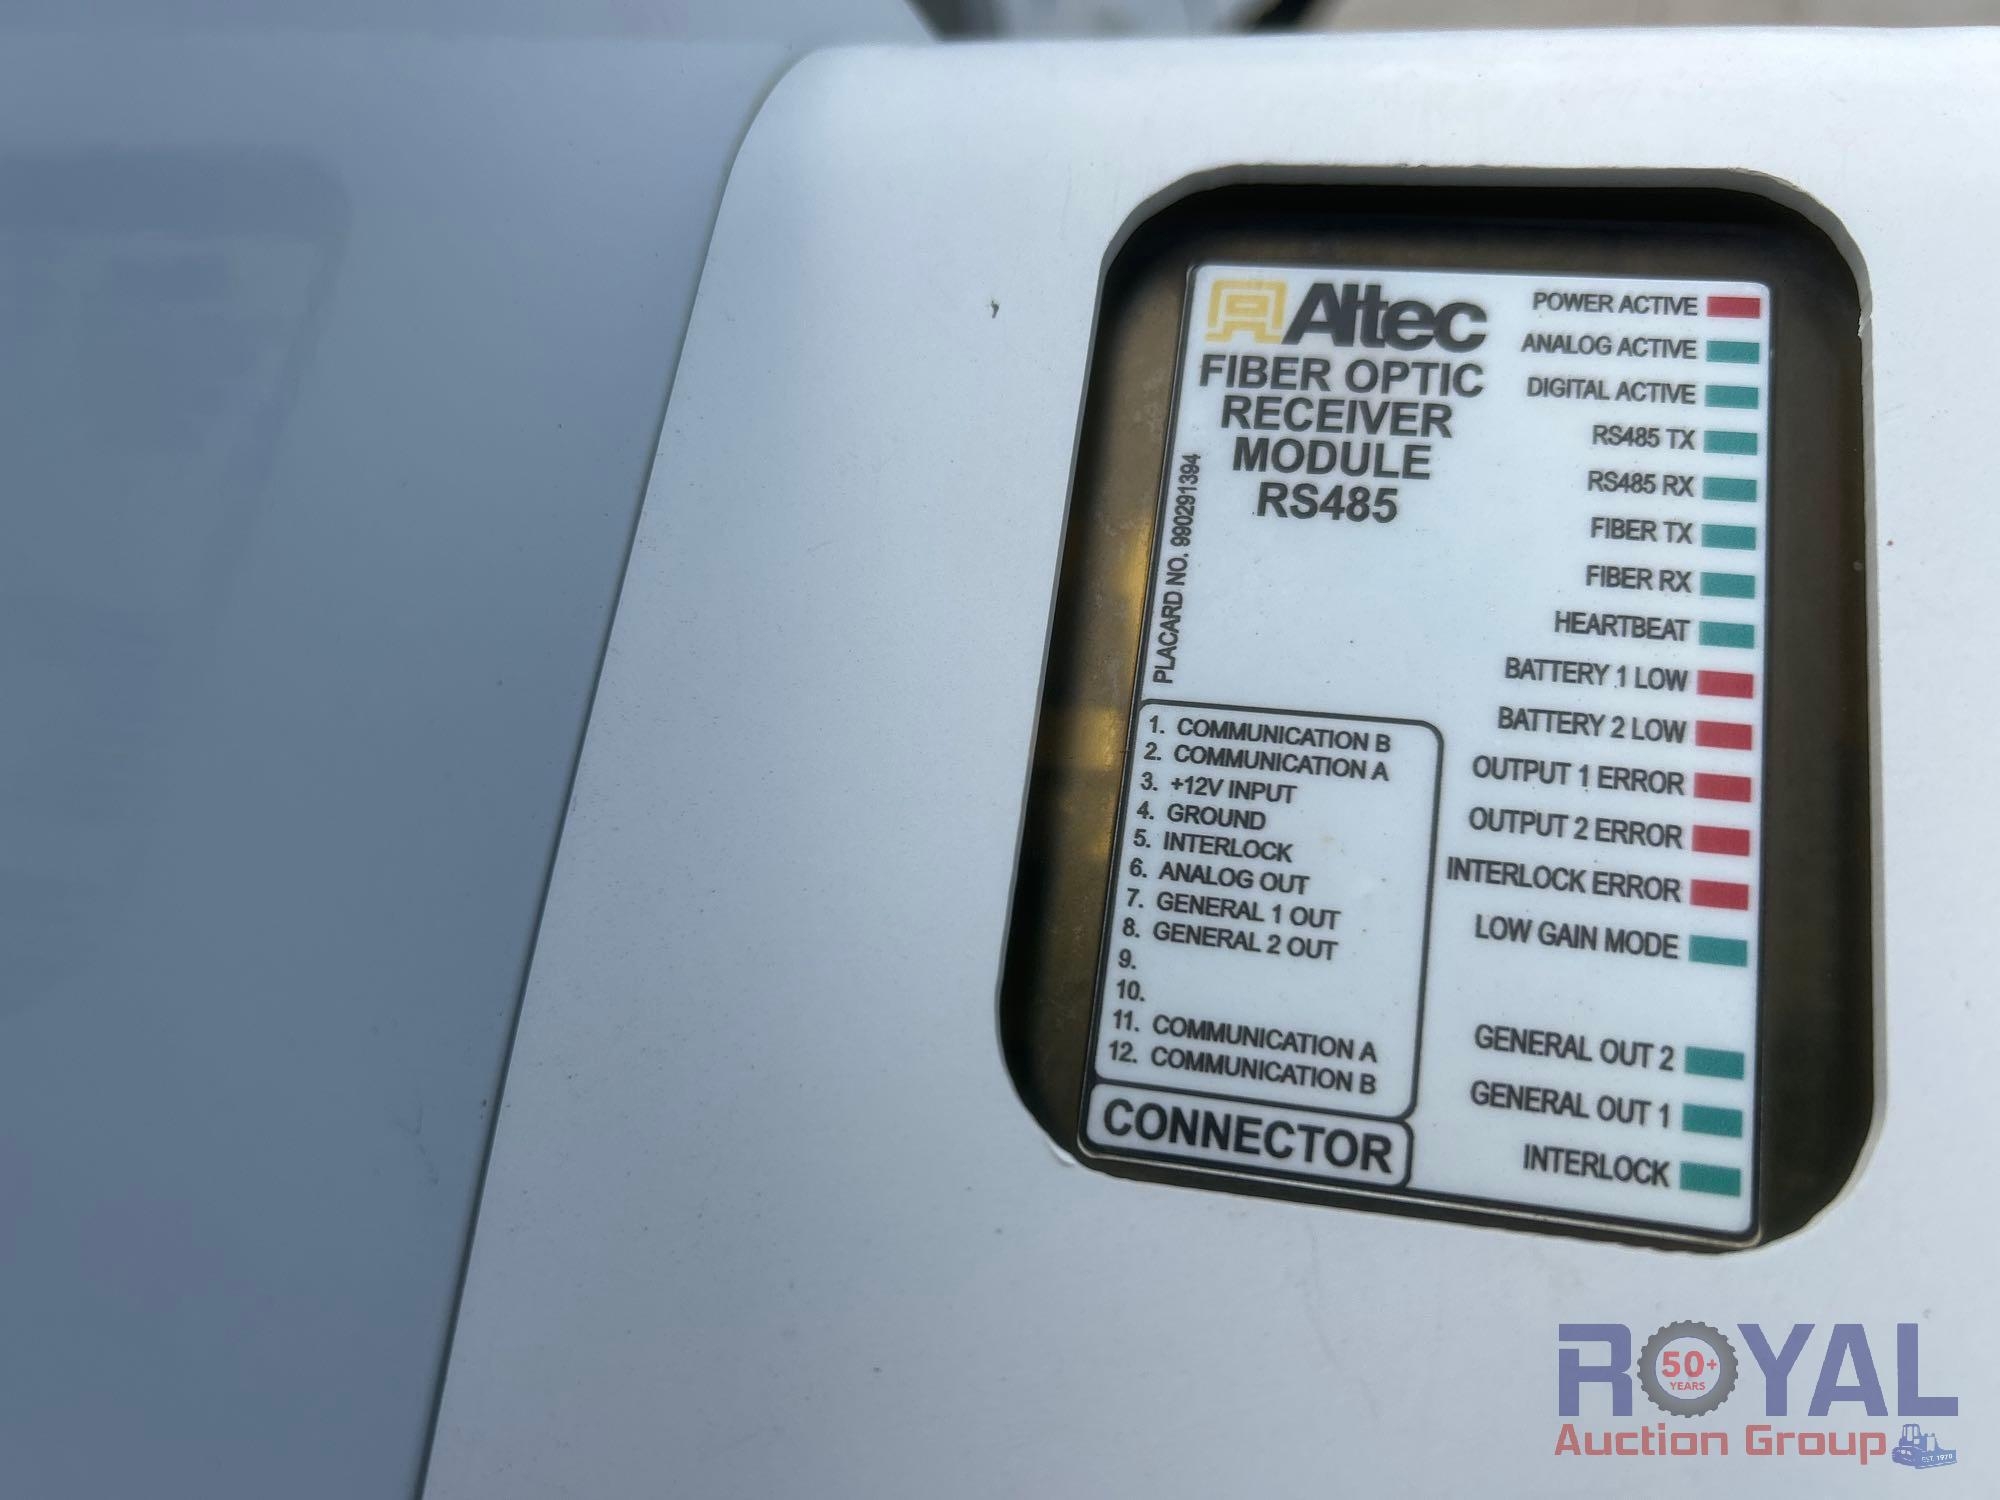 Altec
FIBER OPTIC
RECEIVER
MODULE
RS485
PLACARD NO. 990291394
POWER ACTIVE
ANALOG ACTIVE
DIGITAL ACTIVE
RS485 TX
RS485 RX
FIBER TX
FIBER RX
HEARTBEAT
BATTERY 1 LOW
BATTERY 2 LOW
OUTPUT 1 ERROR
OUTPUT 2 ERROR
INTERLOCK ERROR
LOW GAIN MODE
GENERAL OUT 2
GENERAL OUT 1
INTERLOCK
1. COMMUNICATION B
2. COMMUNICATION A
3. +12V INPUT
4. GROUND
5. INTERLOCK
6. ANALOG OUT
7. GENERAL 1 OUT
8. GENERAL 2 OUT
9.
10.
11. COMMUNICATION A
12. COMMUNICATION B
CONNECTOR
ROYAL
50+
YEARS
Auction Group
EST. 1970